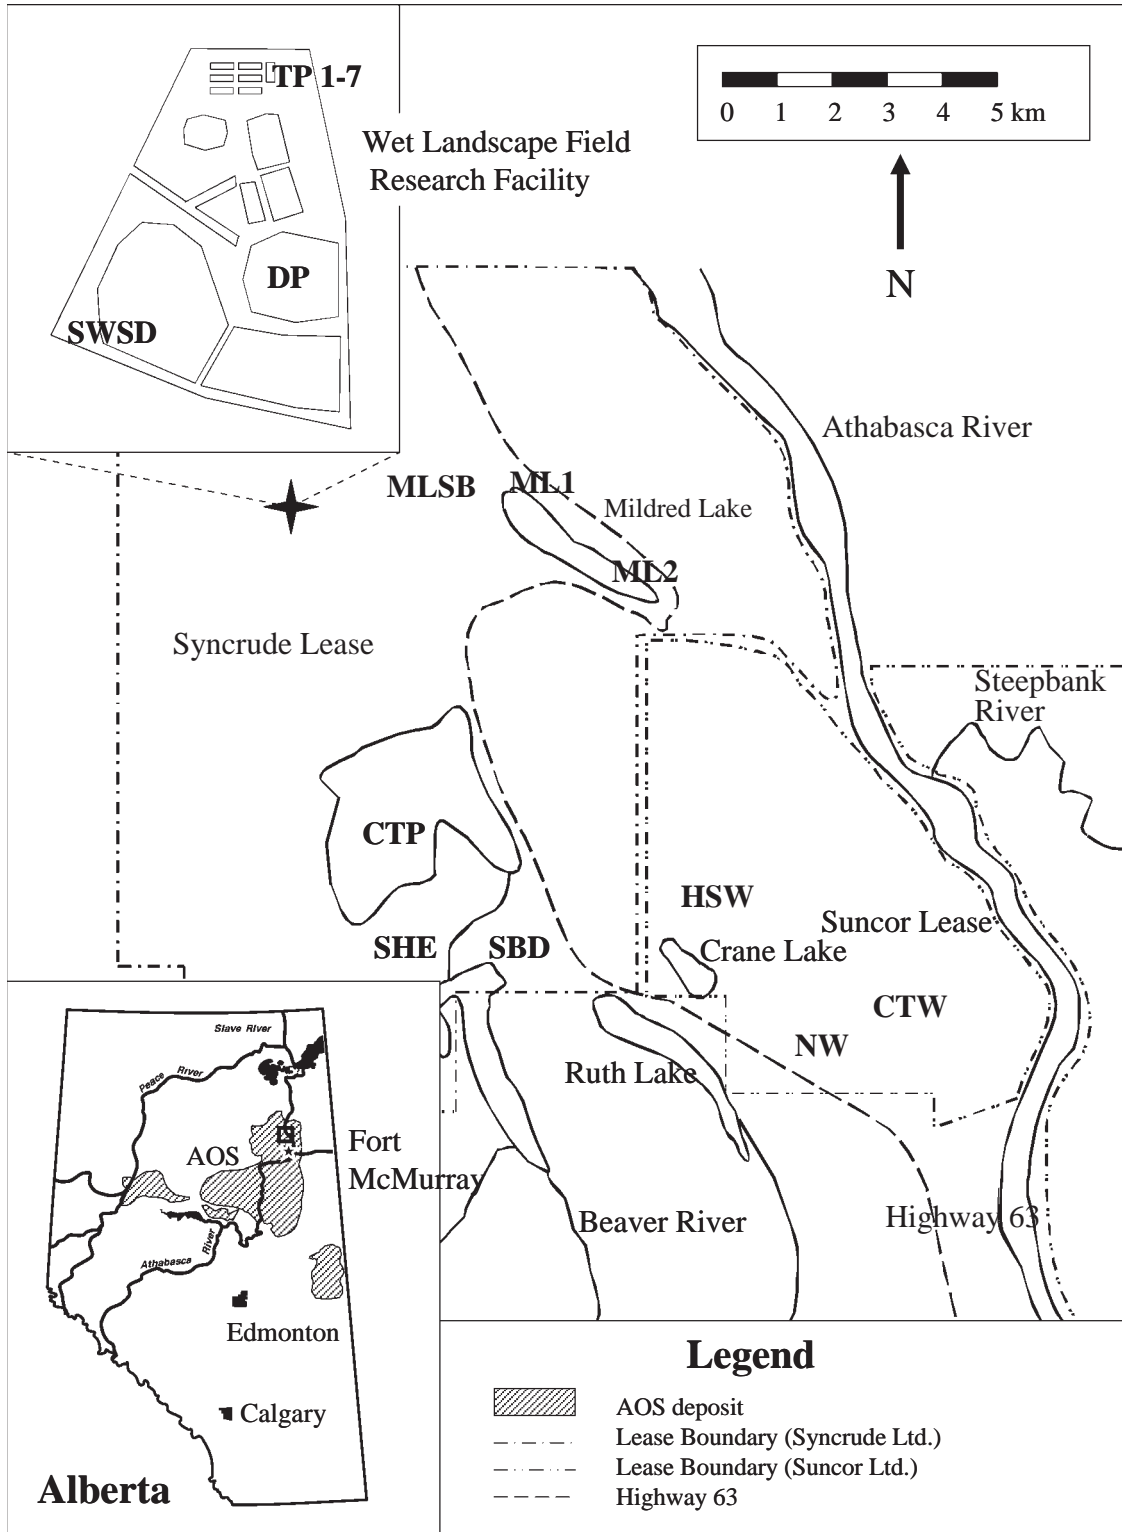 TP 1-7
Wet Landscape Field
Research Facility
DP
SWSD
0 1 2 3 4 5 km
N
Athabasca River
MLSB
ML1
Mildred Lake
ML2
Syncrude Lease
Steepbank
River
CTP
HSW
Suncor Lease
SHE
SBD
Crane Lake
CTW
NW
Ruth Lake
Beaver River
Highway 63
Slave River
Peace River
AOS
Fort
McMurray
Athabasca
River
Edmonton
Calgary
Alberta
Legend
AOS deposit
Lease Boundary (Syncrude Ltd.)
Lease Boundary (Suncor Ltd.)
Highway 63